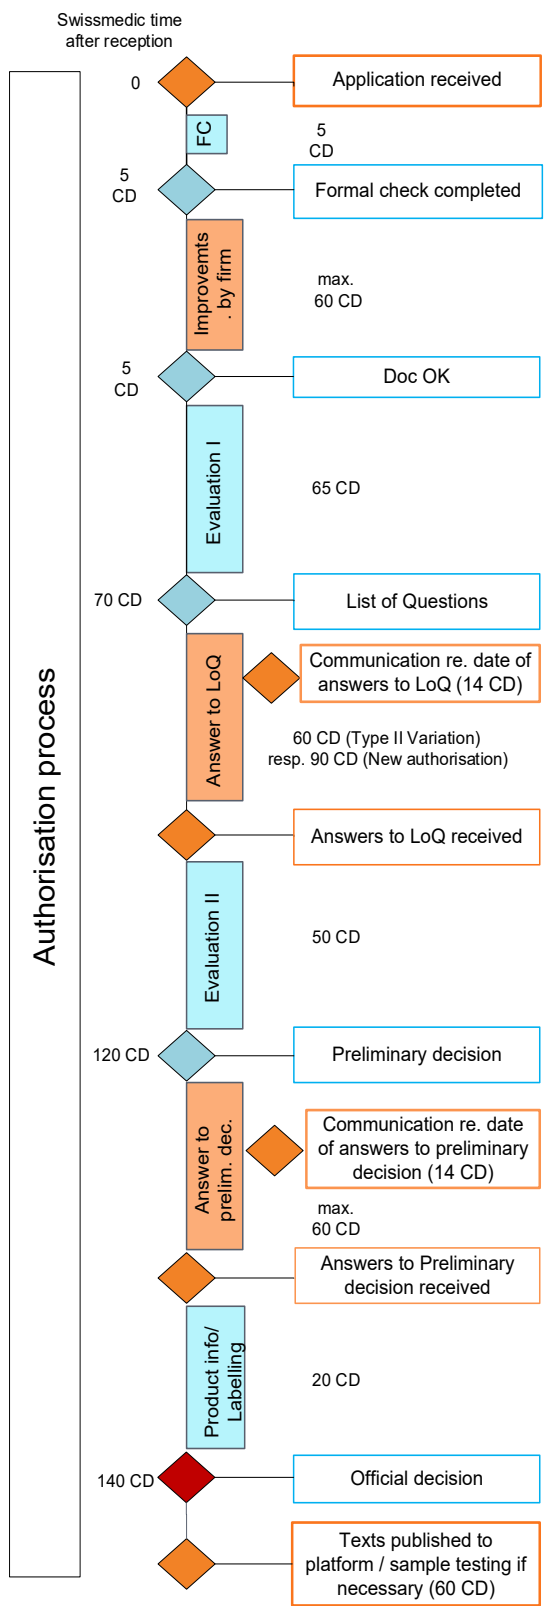 Swissmedic time
after reception
0
Application received
FC
5
CD
5
CD
Formal check completed
Improvemts
. by firm
max.
60 CD
5
CD
Doc OK
Evaluation I
65 CD
70 CD
List of Questions
Answer to LoQ
Communication re. date of
answers to LoQ (14 CD)
60 CD (Type II Variation)
resp. 90 CD (New authorisation)
Authorisation process
Answers to LoQ received
Evaluation II
50 CD
120 CD
Preliminary decision
Answer to
prelim. dec.
Communication re. date
of answers to preliminary
decision (14 CD)
max.
60 CD
Answers to Preliminary
decision received
Product info/
Labelling
20 CD
140 CD
Official decision
Texts published to
platform / sample testing if
necessary (60 CD)